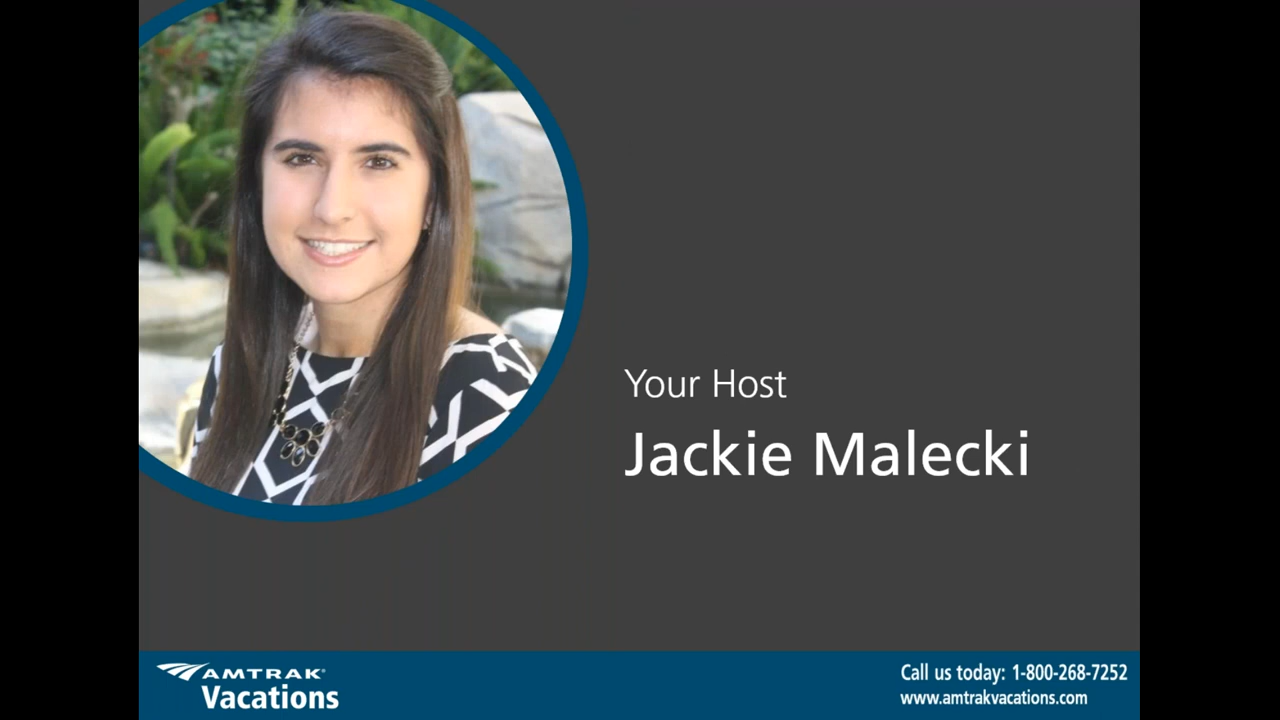 Your Host
Jackie Malecki
AMTRAK®
Vacations
Call us today: 1-800-268-7252
www.amtrakvacations.com